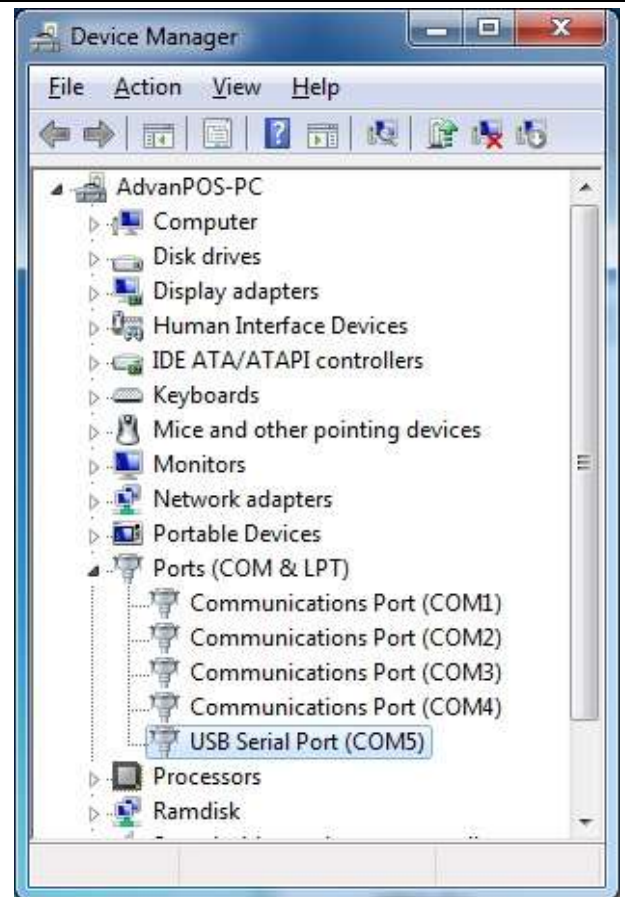 Device Manager
File Action View Help
AdvanPOS-PC
Computer
Disk drives
Display adapters
Human Interface Devices
IDE ATA/ATAPI controllers
Keyboards
Mice and other pointing devices
Monitors
Network adapters
Portable Devices
Ports (COM & LPT)
Communications Port (COM1)
Communications Port (COM2)
Communications Port (COM3)
Communications Port (COM4)
USB Serial Port (COM5)
Processors
Ramdisk